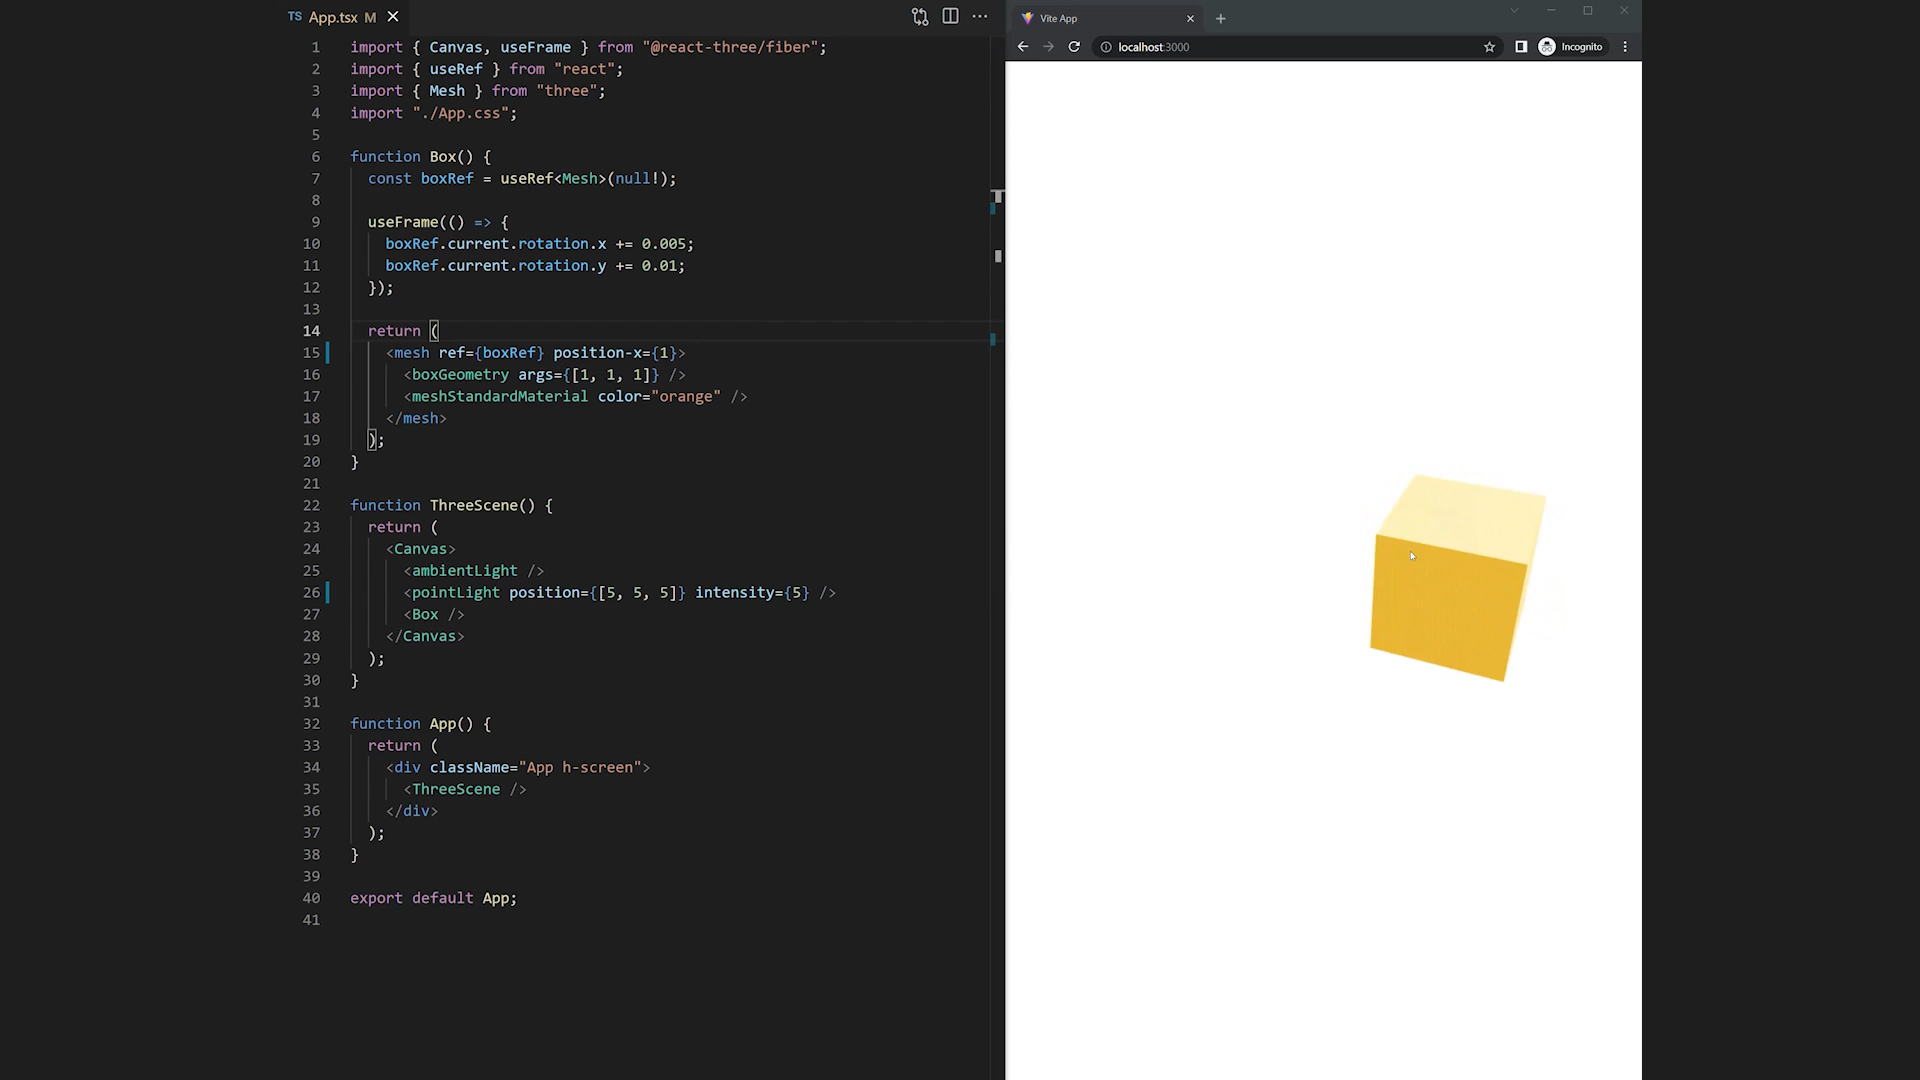 TS App.tsx M
1 import { Canvas, useFrame } from "@react-three/fiber";
2 import { useRef } from "react";
3 import { Mesh } from "three";
4 import "./App.css";
5
6 function Box() {
7 const boxRef = useRef<Mesh>(null!);
8
9 useFrame(() => {
10 boxRef.current.rotation.x += 0.005;
11 boxRef.current.rotation.y += 0.01;
12 });
13
14 return (
15 <mesh ref={boxRef} position-x={1}>
16 <boxGeometry args={[1, 1, 1]} />
17 <meshStandardMaterial color="orange" />
18 </mesh>
19 );
20 }
21
22 function ThreeScene() {
23 return (
24 <Canvas>
25 <ambientLight />
26 <pointLight position={[5, 5, 5]} intensity={5} />
27 <Box />
28 </Canvas>
29 );
30 }
31
32 function App() {
33 return (
34 <div className="App h-screen">
35 <ThreeScene />
36 </div>
37 );
38 }
39
40 export default App;
41
Vite App
localhost:3000
Incognito